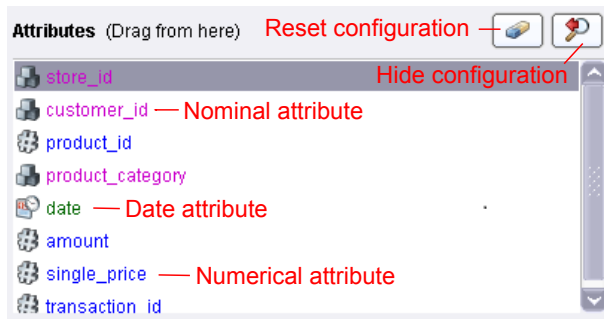 Attributes (Drag from here) Reset configuration
store_id Hide configuration
customer_id Nominal attribute
product_id
product_category
date Date attribute
amount
single_price Numerical attribute
transaction_id